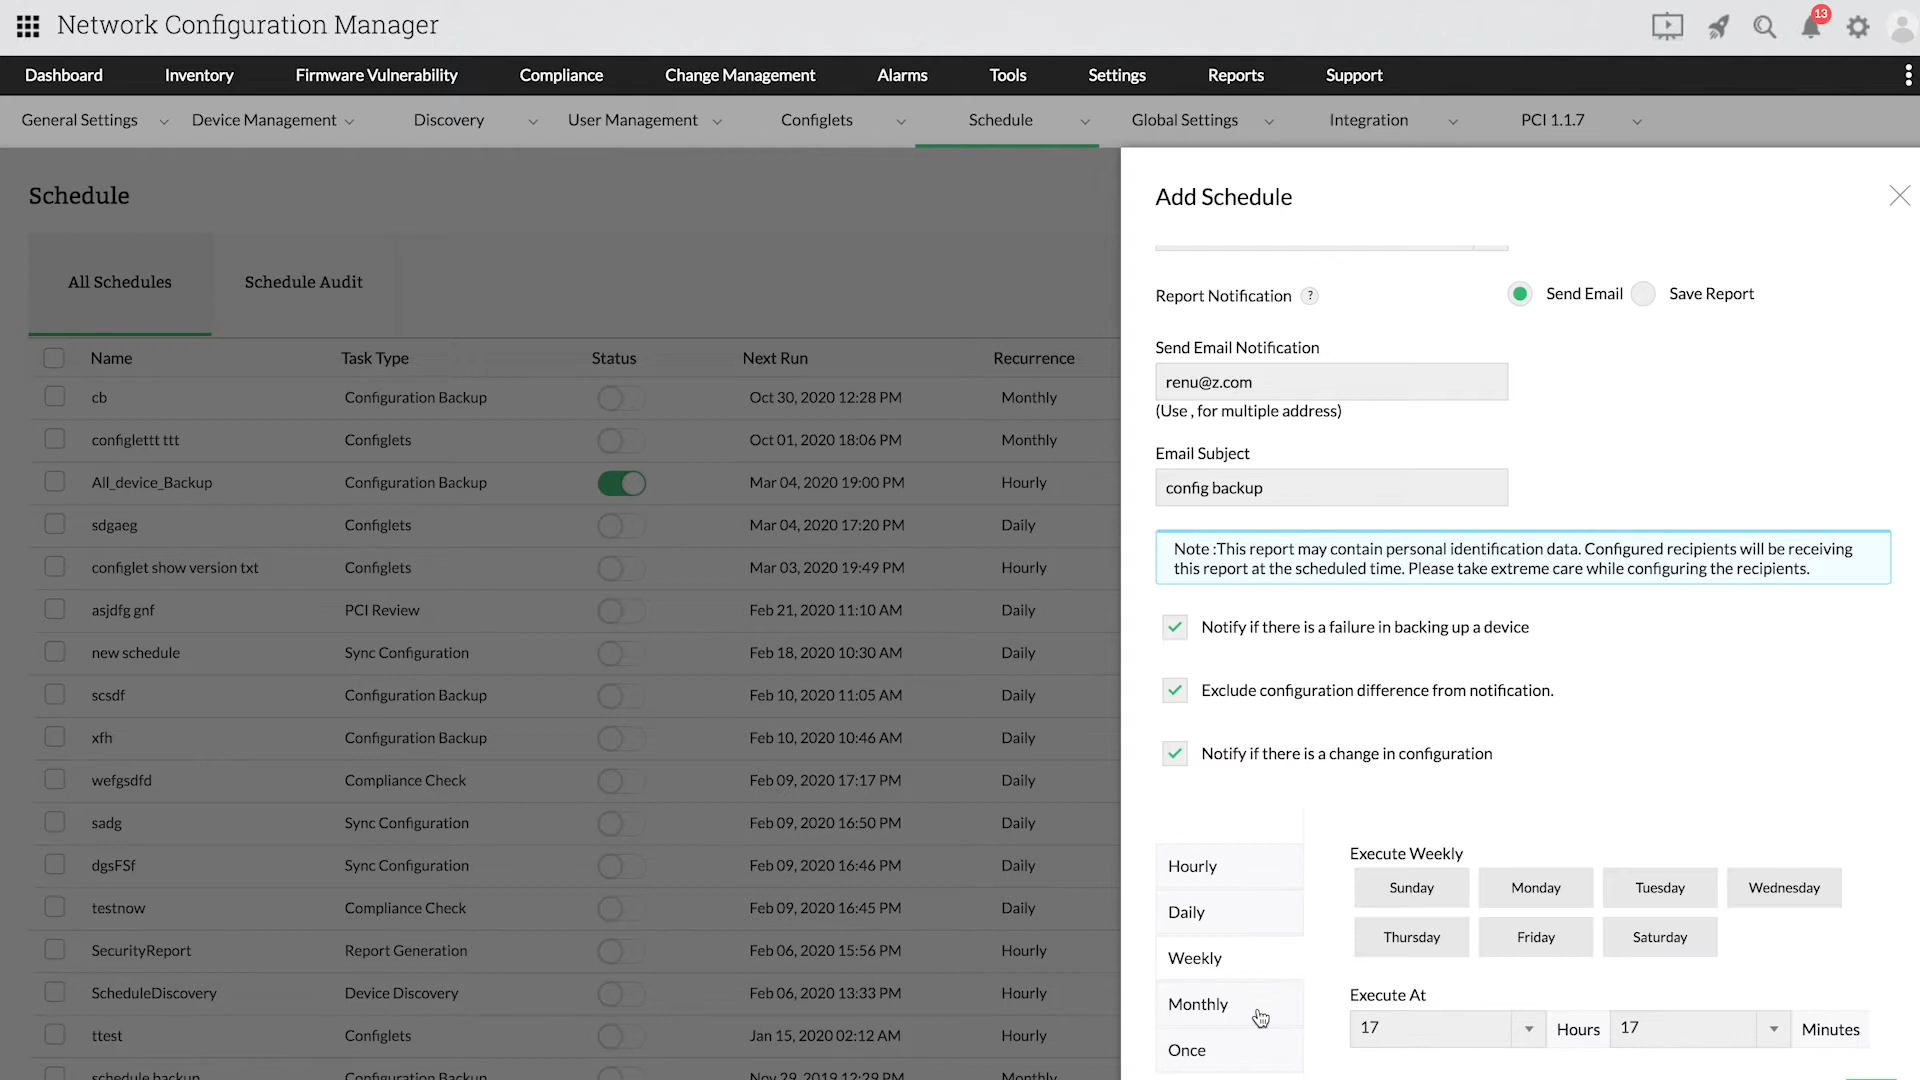 Network Configuration Manager
13
Dashboard Inventory Firmware Vulnerability Compliance Change Management Alarms Tools Settings Reports Support
General Settings Device Management Discovery User Management Configlets Schedule Global Settings Integration PCI 1.1.7
Schedule
All Schedules Schedule Audit
Name Task Type Status Next Run Recurrence
cb Configuration Backup Oct 30, 2020 12:28 PM Monthly
configlettt ttt Configlets Oct 01, 2020 18:06 PM Monthly
All_device_Backup Configuration Backup Mar 04, 2020 19:00 PM Hourly
sdgaeg Configlets Mar 04, 2020 17:20 PM Daily
configlet show version txt Configlets Mar 03, 2020 19:49 PM Hourly
asjdfg gnf PCI Review Feb 21, 2020 11:10 AM Daily
new schedule Sync Configuration Feb 18, 2020 10:30 AM Daily
scsdf Configuration Backup Feb 10, 2020 11:05 AM Daily
xfh Configuration Backup Feb 10, 2020 10:46 AM Daily
wefgsdfd Compliance Check Feb 09, 2020 17:17 PM Daily
sadg Sync Configuration Feb 09, 2020 16:50 PM Daily
dgsFSf Sync Configuration Feb 09, 2020 16:46 PM Daily
testnow Compliance Check Feb 09, 2020 16:45 PM Daily
SecurityReport Report Generation Feb 06, 2020 15:56 PM Hourly
ScheduleDiscovery Device Discovery Feb 06, 2020 13:33 PM Hourly
ttest Configlets Jan 15, 2020 02:12 AM Hourly
schedule backup Configuration Backup Nov 29, 2019 12:29 PM Monthly
Add Schedule
Report Notification ? Send Email Save Report
Send Email Notification
renu@z.com
(Use , for multiple address)
Email Subject
config backup
Note :This report may contain personal identification data. Configured recipients will be receiving
this report at the scheduled time. Please take extreme care while configuring the recipients.
Notify if there is a failure in backing up a device
Exclude configuration difference from notification.
Notify if there is a change in configuration
Hourly
Daily
Weekly
Monthly
Once
Execute Weekly
Sunday Monday Tuesday Wednesday
Thursday Friday Saturday
Execute At
17 Hours 17 Minutes